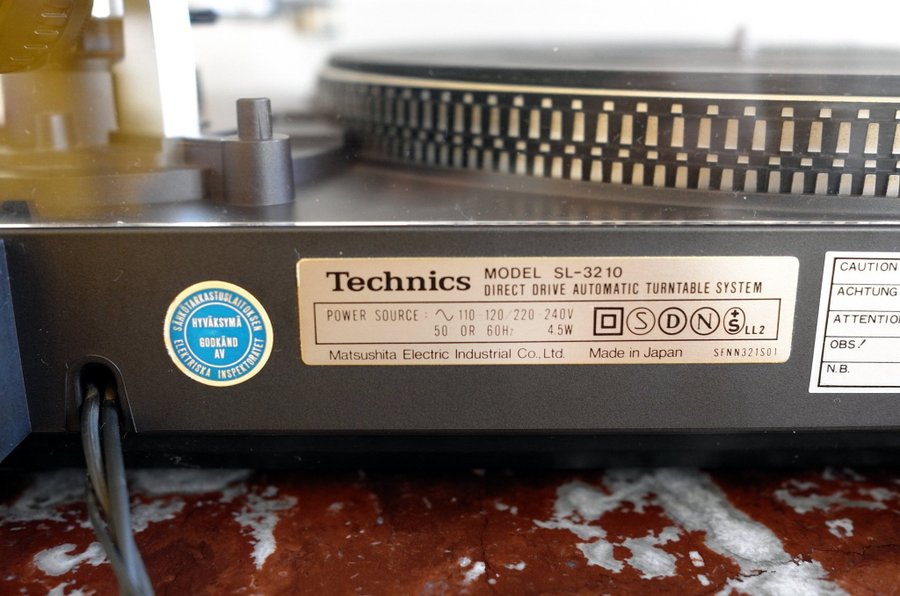 SÄHKÖTARKASTUSLAITOKSEN
HYVÄKSYMÄ
GODKÄND
AV
ELEKTRISKA INSPEKTORATET
Technics MODEL SL-3210
DIRECT DRIVE AUTOMATIC TURNTABLE SYSTEM
POWER SOURCE : ~ 110-120/220-240V
50 OR 60Hz 4.5W
S D N +S LL2
Matsushita Electric Industrial Co., Ltd. Made in Japan SFNN321S01
CAUTION
ACHTUNG
ATTENTIO
OBS!
N.B.